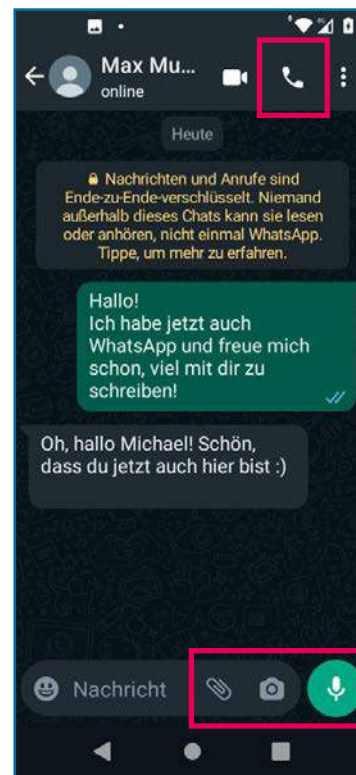 Max Mu...
online
Heute
Nachrichten und Anrufe sind
Ende-zu-Ende-verschlüsselt. Niemand
außerhalb dieses Chats kann sie lesen
oder anhören, nicht einmal WhatsApp.
Tippe, um mehr zu erfahren.
Hallo!
Ich habe jetzt auch
WhatsApp und freue mich
schon, viel mit dir zu
schreiben!
Oh, hallo Michael! Schön,
dass du jetzt auch hier bist :)
Nachricht